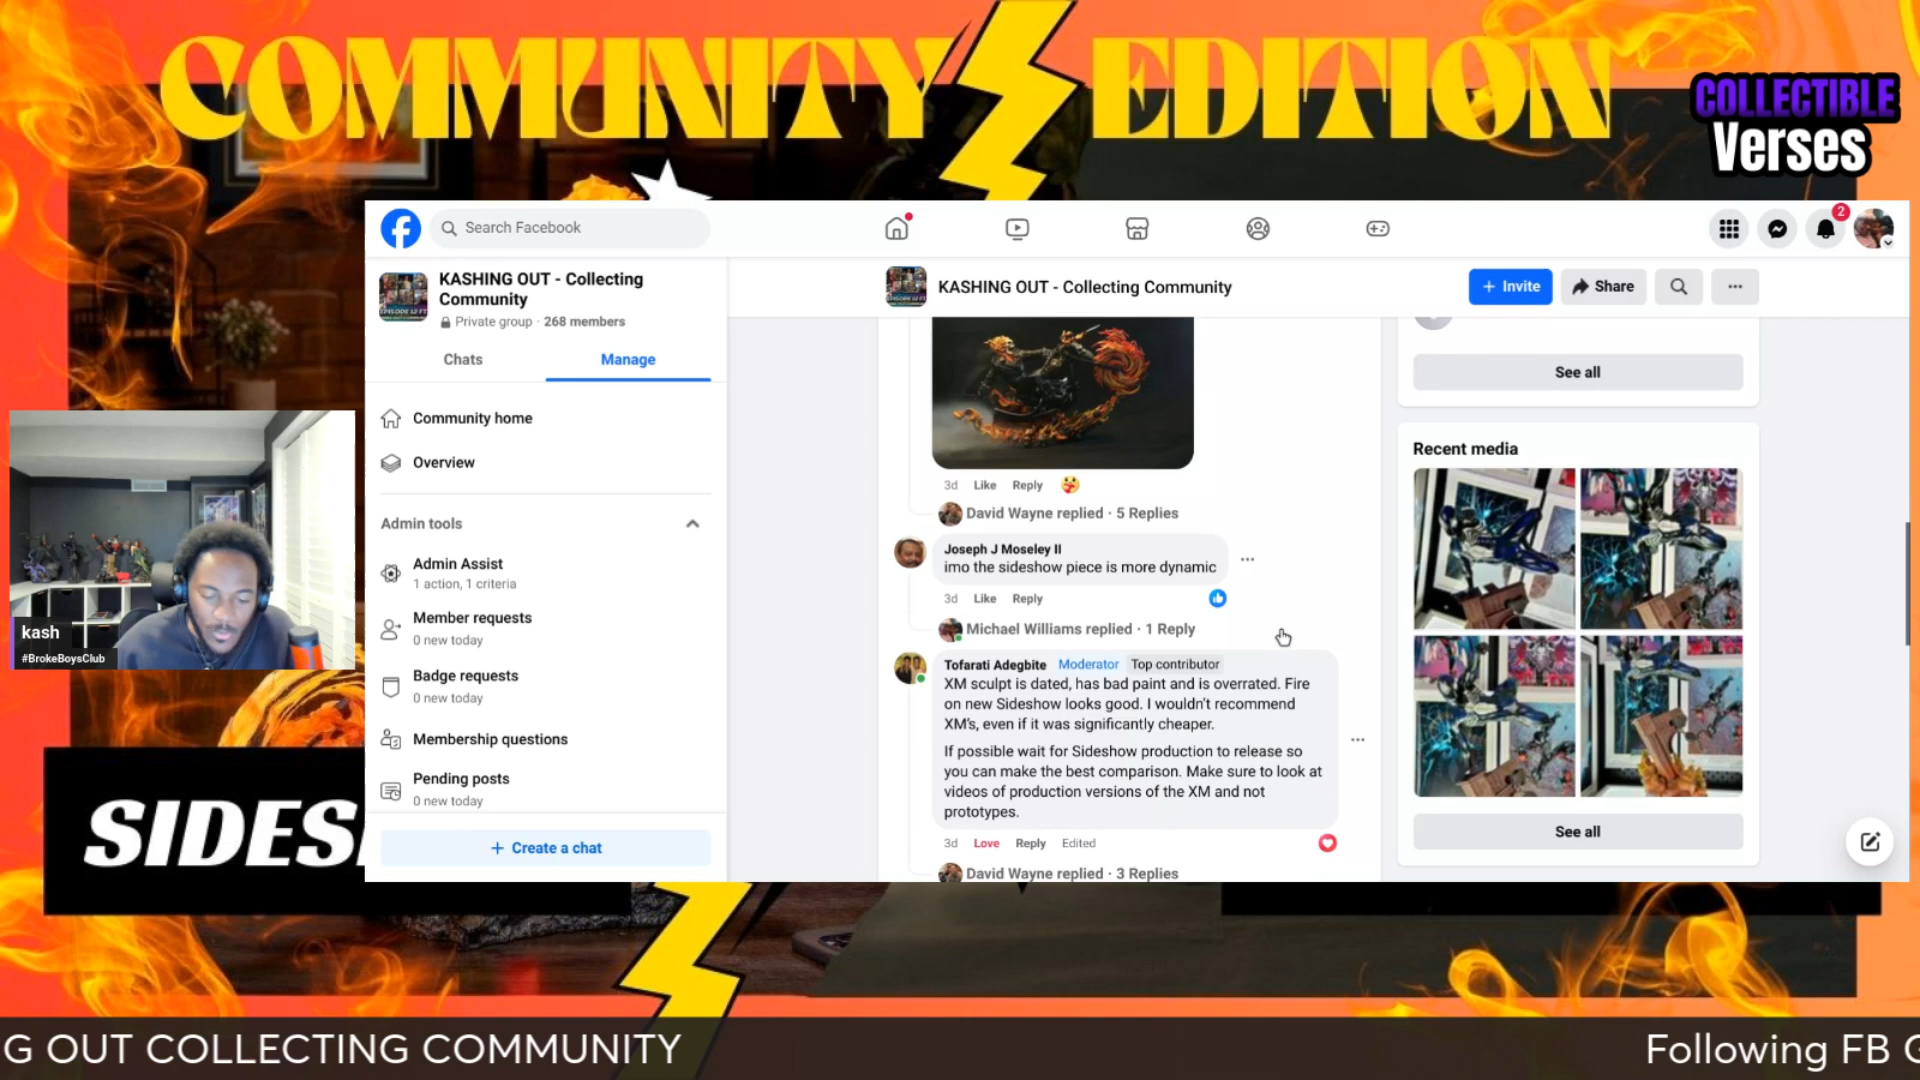 COMMUNITY EDITION
COLLECTIBLE
Verses
Search Facebook
2
KASHING OUT - Collecting
Community
Private group · 268 members
Chats
Manage
Community home
Overview
Admin tools
Admin Assist
1 action, 1 criteria
Member requests
0 new today
Badge requests
0 new today
Membership questions
Pending posts
0 new today
+ Create a chat
KASHING OUT - Collecting Community
+ Invite
Share
3d Like Reply
David Wayne replied · 5 Replies
Joseph J Moseley II
imo the sideshow piece is more dynamic
3d Like Reply
Michael Williams replied · 1 Reply
Tofarati Adegbite Moderator Top contributor
XM sculpt is dated, has bad paint and is overrated. Fire
on new Sideshow looks good. I wouldn't recommend
XM's, even if it was significantly cheaper.
If possible wait for Sideshow production to release so
you can make the best comparison. Make sure to look at
videos of production versions of the XM and not
prototypes.
3d Love Reply Edited
David Wayne replied · 3 Replies
See all
Recent media
See all
kash
#BrokeBoysClub
SIDES
G OUT COLLECTING COMMUNITY
Following FB G